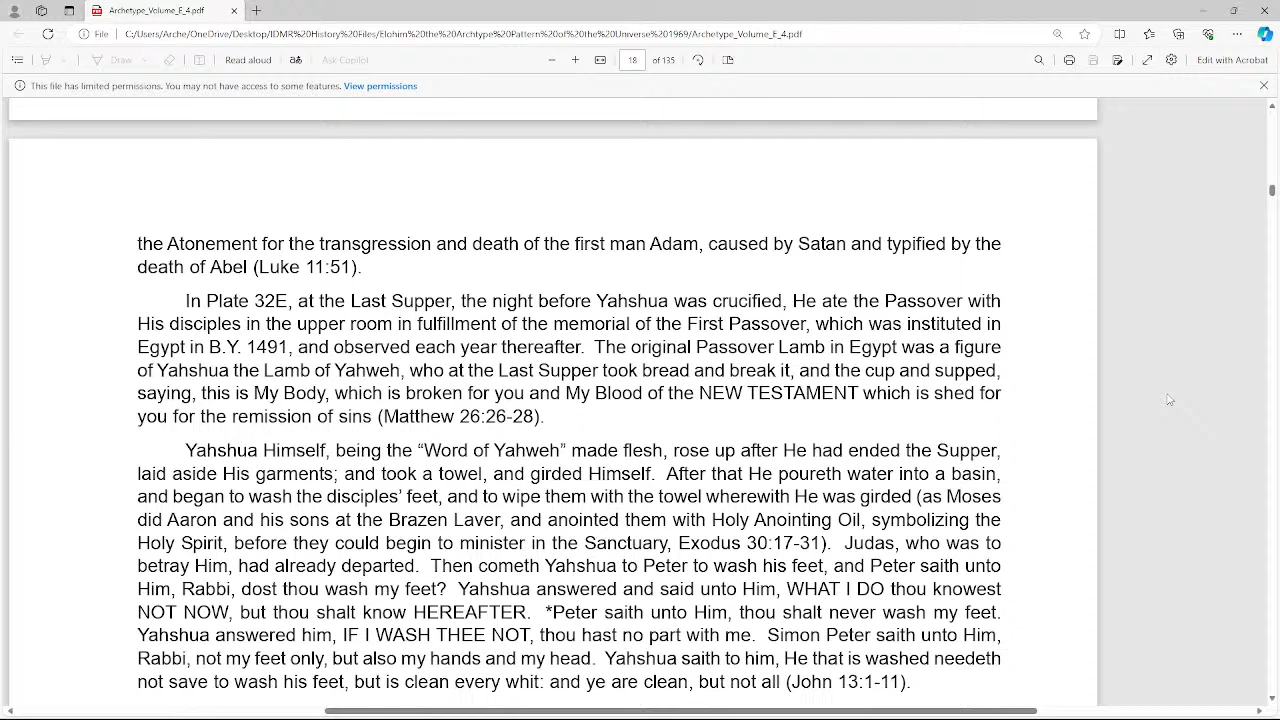 Archetype_Volume_E_4.pdf
File C:/Users/Arche/OneDrive/Desktop/IDMR%20History%20Files/Elohim%20the%20Archtype%20Pattern%20of%20the%20Universe%201969/Archetype_Volume_E_4.pdf
Draw Read aloud Ask Copilot 18 of 135 Edit with Acrobat
This file has limited permissions. You may not have access to some features. View permissions
the Atonement for the transgression and death of the first man Adam, caused by Satan and typified by the
death of Abel (Luke 11:51).
In Plate 32E, at the Last Supper, the night before Yahshua was crucified, He ate the Passover with
His disciples in the upper room in fulfillment of the memorial of the First Passover, which was instituted in
Egypt in B.Y. 1491, and observed each year thereafter. The original Passover Lamb in Egypt was a figure
of Yahshua the Lamb of Yahweh, who at the Last Supper took bread and break it, and the cup and supped,
saying, this is My Body, which is broken for you and My Blood of the NEW TESTAMENT which is shed for
you for the remission of sins (Matthew 26:26-28).
Yahshua Himself, being the “Word of Yahweh” made flesh, rose up after He had ended the Supper,
laid aside His garments; and took a towel, and girded Himself. After that He poureth water into a basin,
and began to wash the disciples’ feet, and to wipe them with the towel wherewith He was girded (as Moses
did Aaron and his sons at the Brazen Laver, and anointed them with Holy Anointing Oil, symbolizing the
Holy Spirit, before they could begin to minister in the Sanctuary, Exodus 30:17-31). Judas, who was to
betray Him, had already departed. Then cometh Yahshua to Peter to wash his feet, and Peter saith unto
Him, Rabbi, dost thou wash my feet? Yahshua answered and said unto Him, WHAT I DO thou knowest
NOT NOW, but thou shalt know HEREAFTER. *Peter saith unto Him, thou shalt never wash my feet.
Yahshua answered him, IF I WASH THEE NOT, thou hast no part with me. Simon Peter saith unto Him,
Rabbi, not my feet only, but also my hands and my head. Yahshua saith to him, He that is washed needeth
not save to wash his feet, but is clean every whit: and ye are clean, but not all (John 13:1-11).